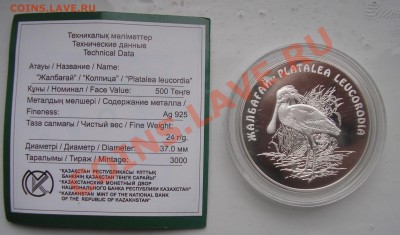 COINS.LAVE.RU
Техникалық мәліметтер
Технические данные
Technical Data
Атауы / Название / Name:
"Жалбағай" / "Колпица" / "Platalea leucordia"
Құны / Номинал / Face Value: 500 Теңге
Металдың мөлшері / Содержание металла /
Fineness: Ag 925
Таза салмағы / Чистый вес / Fine Weight:
24 гр.
Диаметрі / Диаметр / Diameter: 37.0 мм
Таралымы / Тираж / Mintage: 3000
"ҚАЗАҚСТАН РЕСПУБЛИКАСЫ ҰЛТТЫҚ
БАНКІНІҢ ҚАЗАҚСТАН ТЕҢГЕ САРАЙЫ"
"КАЗАХСТАНСКИЙ МОНЕТНЫЙ ДВОР
НАЦИОНАЛЬНОГО БАНКА РЕСПУБЛИКИ КАЗАХСТАН"
"KAZAKHSTAN MINT OF THE NATIONAL BANK
OF THE REPUBLIC OF KAZAKHSTAN"
ЖАЛБАҒАЙ · PLATALEA LEUCORODIA
COINS.LAVE.RU